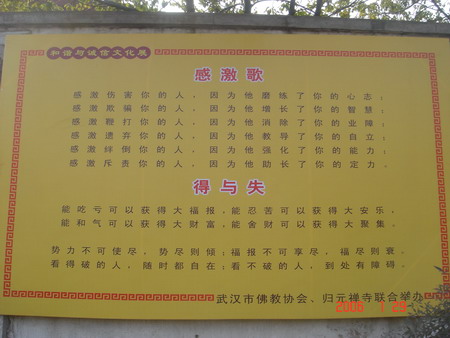 和谐与诚信文化展
感激歌
感激伤害你的人，因为他磨练了你的心志；
感激欺骗你的人，因为他增长了你的智慧；
感激鞭打你的人，因为他消除了你的业障；
感激遗弃你的人，因为他教导了你的自立；
感激绊倒你的人，因为他强化了你的能力；
感激斥责你的人，因为他助长了你的定力。
得与失
能吃亏可以获得大福报，能忍苦可以获得大安乐，
能和气可以获得大财富，能舍财可以获得大聚集。
势力不可使尽，势尽则倾；福报不可享尽，福尽则衰。
看得破的人，随时都自在；看不破的人，到处有障碍。
武汉市佛教协会、归元禅寺联合举办